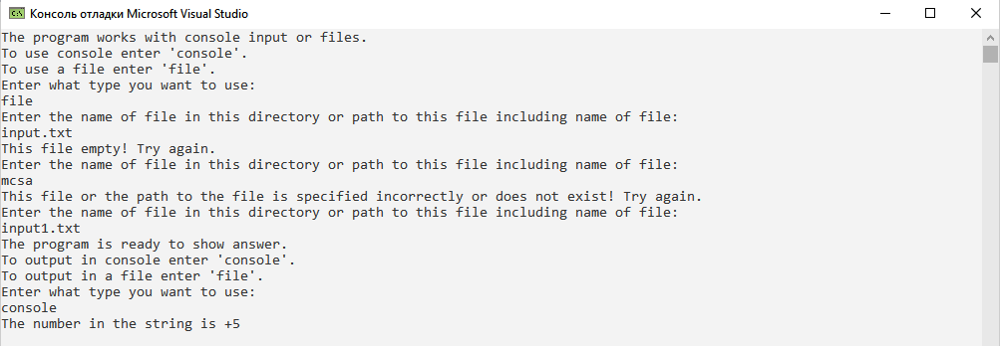 Консоль отладки Microsoft Visual Studio
The program works with console input or files.
To use console enter 'console'.
To use a file enter 'file'.
Enter what type you want to use:
file
Enter the name of file in this directory or path to this file including name of file:
input.txt
This file empty! Try again.
Enter the name of file in this directory or path to this file including name of file:
mcsa
This file or the path to the file is specified incorrectly or does not exist! Try again.
Enter the name of file in this directory or path to this file including name of file:
input1.txt
The program is ready to show answer.
To output in console enter 'console'.
To output in a file enter 'file'.
Enter what type you want to use:
console
The number in the string is +5